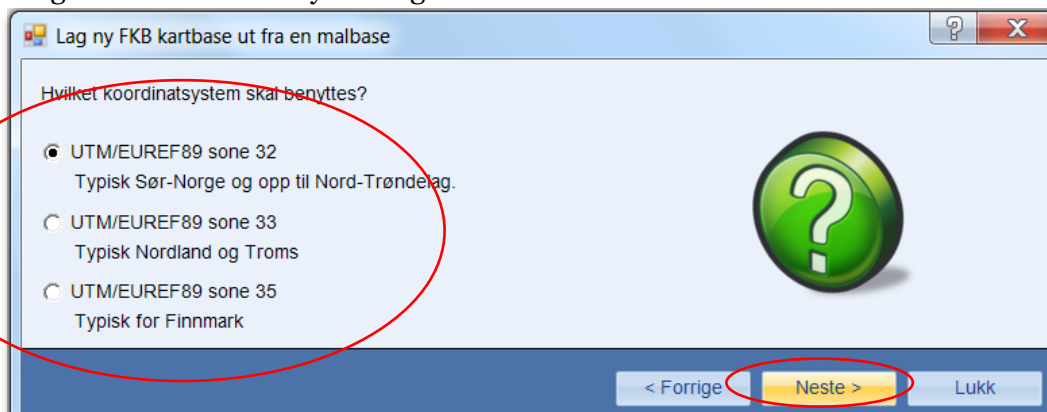 Lag ny FKB kartbase ut fra en malbase
Hvilket koordinatsystem skal benyttes?
UTM/EUREF89 sone 32
Typisk Sør-Norge og opp til Nord-Trøndelag.
UTM/EUREF89 sone 33
Typisk Nordland og Troms
UTM/EUREF89 sone 35
Typisk for Finnmark
< Forrige
Neste >
Lukk